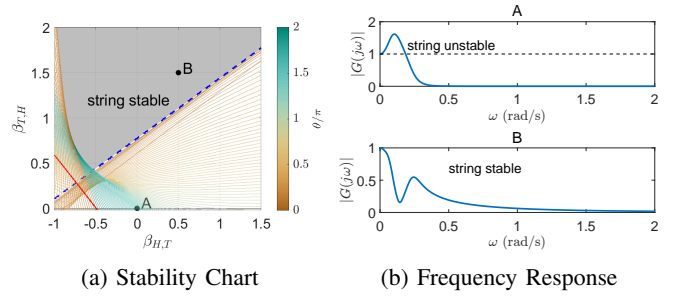 2
1.5
1
0.5
0
-1
-0.5
0
0.5
1
1.5
β_{T,H}
β_{H,T}
string stable
B
A
2
1.5
1
0.5
0
θ/π
(a) Stability Chart
A
2
1
0
|G(jω)|
string unstable
0
0.5
1
1.5
2
ω (rad/s)
B
1
0.5
0
|G(jω)|
string stable
0
0.5
1
1.5
2
ω (rad/s)
(b) Frequency Response